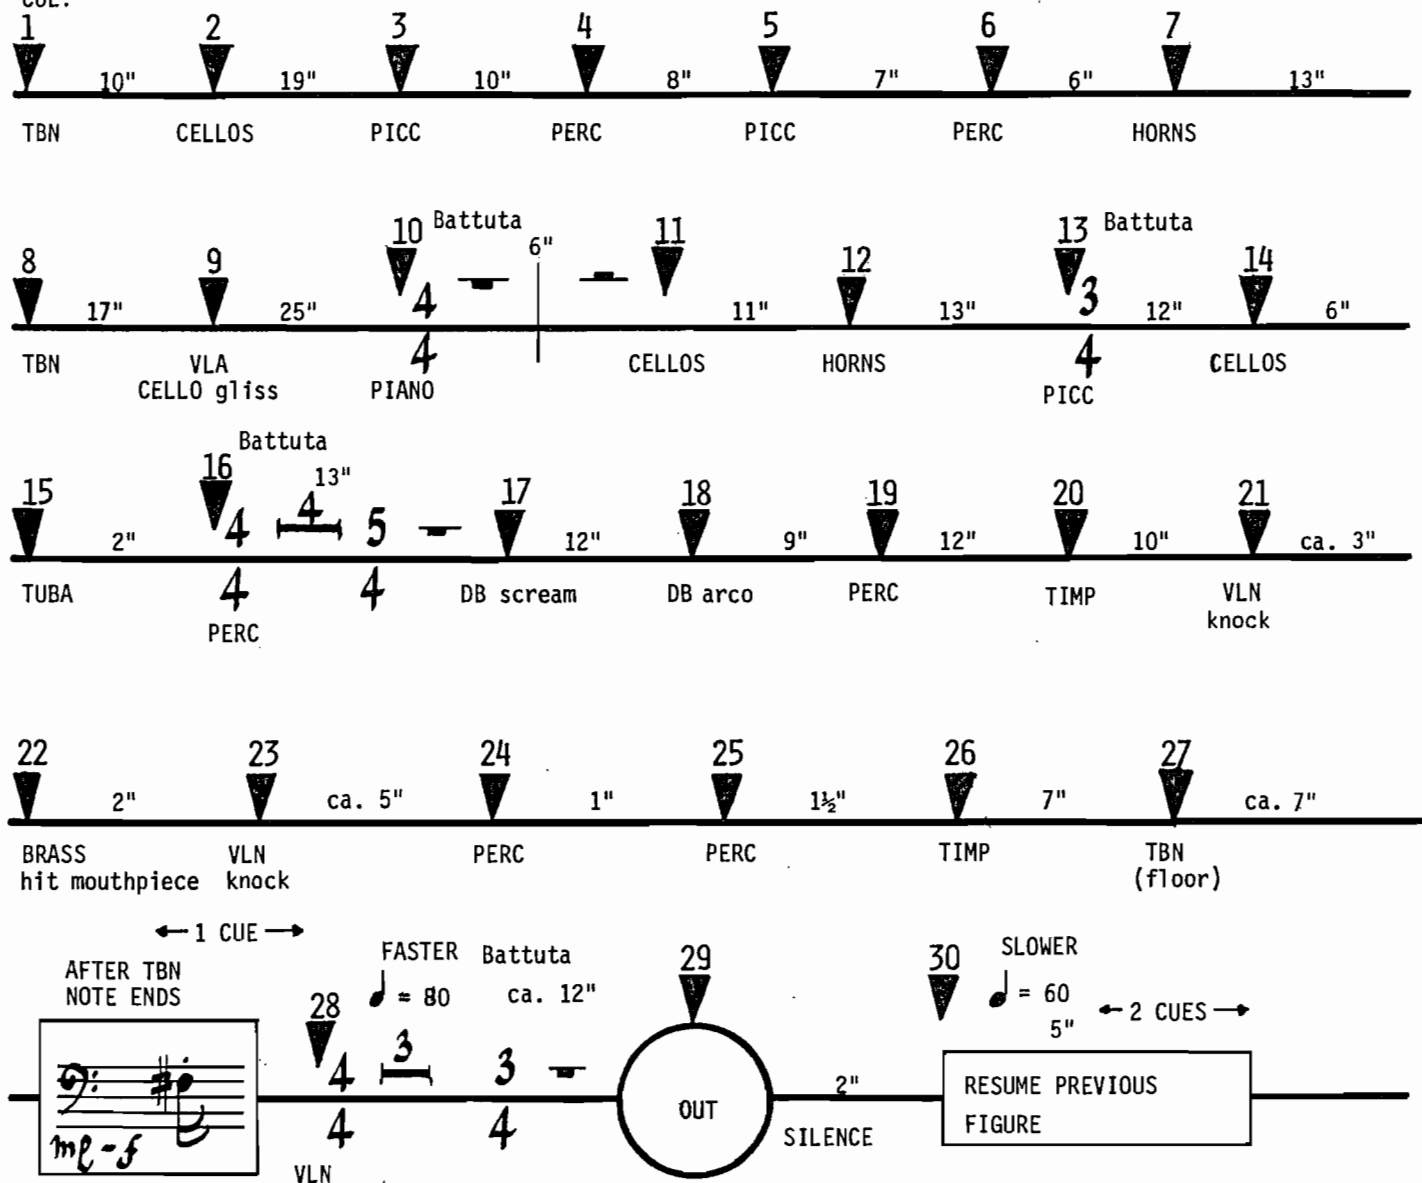 CUE:
1 2 3 4 5 6 7
10" 19" 10" 8" 7" 6" 13"
TBN CELLOS PICC PERC PICC PERC HORNS
8 9 10 Battuta 6" 11 12 13 Battuta 14
4 3
17" 25" 11" 13" 12" 6"
4 4
TBN VLA PIANO CELLOS HORNS PICC CELLOS
CELLO gliss
Battuta
15 16 13" 17 18 19 20 21
4 4 5
2" 12" 9" 12" 10" ca. 3"
4 4
TUBA PERC DB scream DB arco PERC TIMP VLN
knock
22 23 24 25 26 27
2" ca. 5" 1" 1½" 7" ca. 7"
BRASS VLN PERC PERC TIMP TBN
hit mouthpiece knock (floor)
1 CUE
AFTER TBN
NOTE ENDS
mp - f
28 FASTER Battuta
= 80 ca. 12"
4 3 3
4 4
VLN
29
OUT
2"
SILENCE
30 SLOWER
= 60
5" 2 CUES
RESUME PREVIOUS
FIGURE